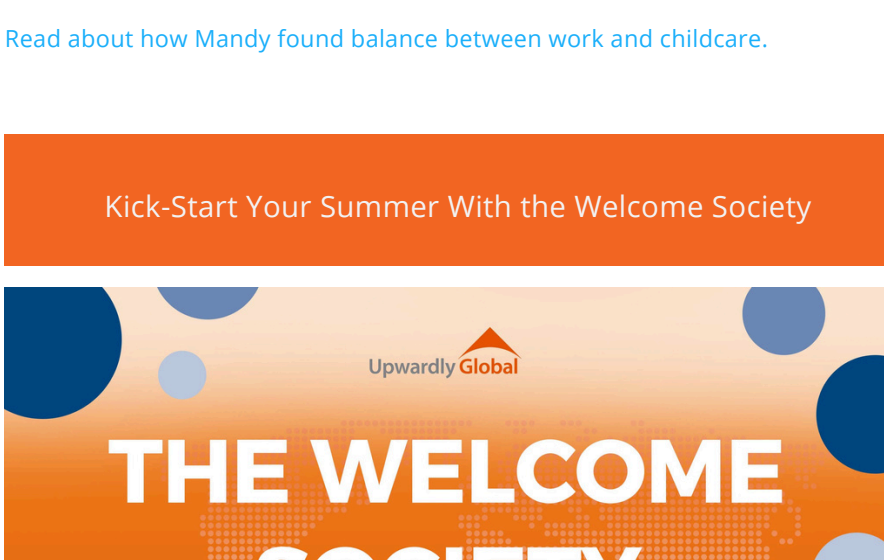 Read about how Mandy found balance between work and childcare.
Kick-Start Your Summer With the Welcome Society
Upwardly Global
THE WELCOME
SOCIETY